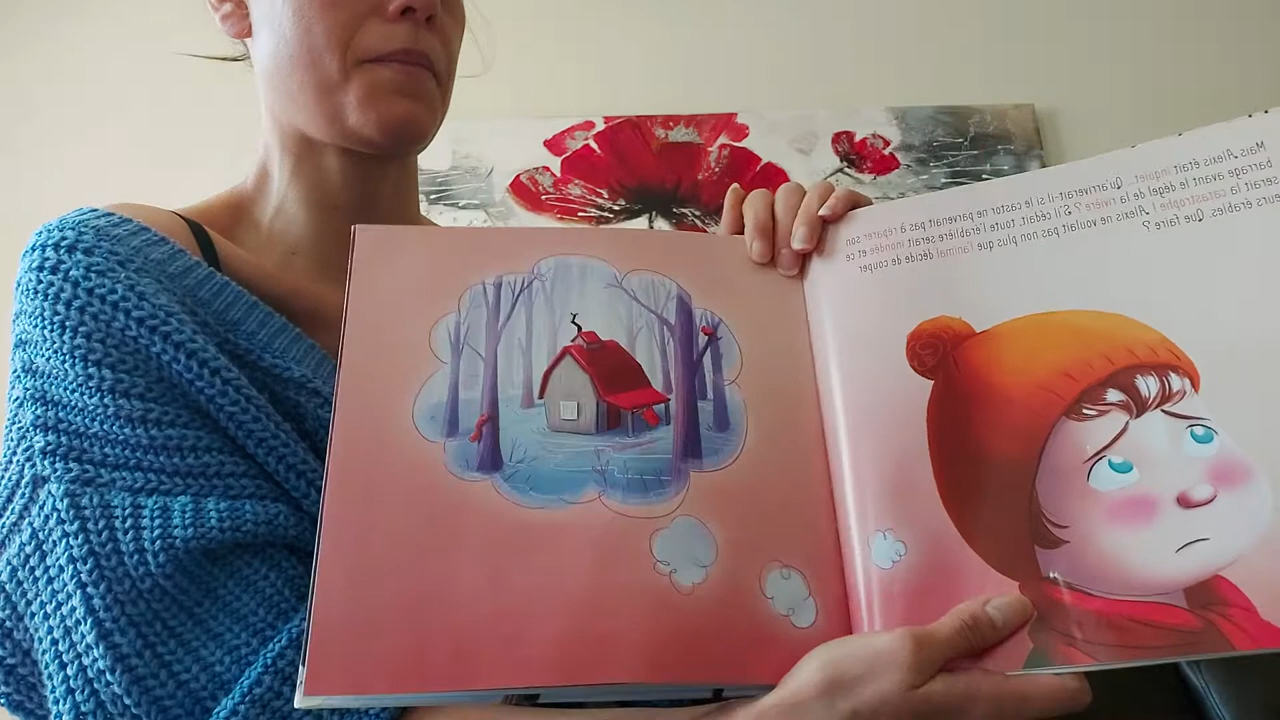 Mais Alexis était inquiet... Qu'arriverait-il si le castor ne parvenait pas à réparer son
barrage avant le dégel de la rivière ? S'il cédait, toute l'érablière serait inondée et ce
serait la catastrophe ! Alexis ne voulait pas non plus que l'animal décide de couper
leurs érables. Que faire ?